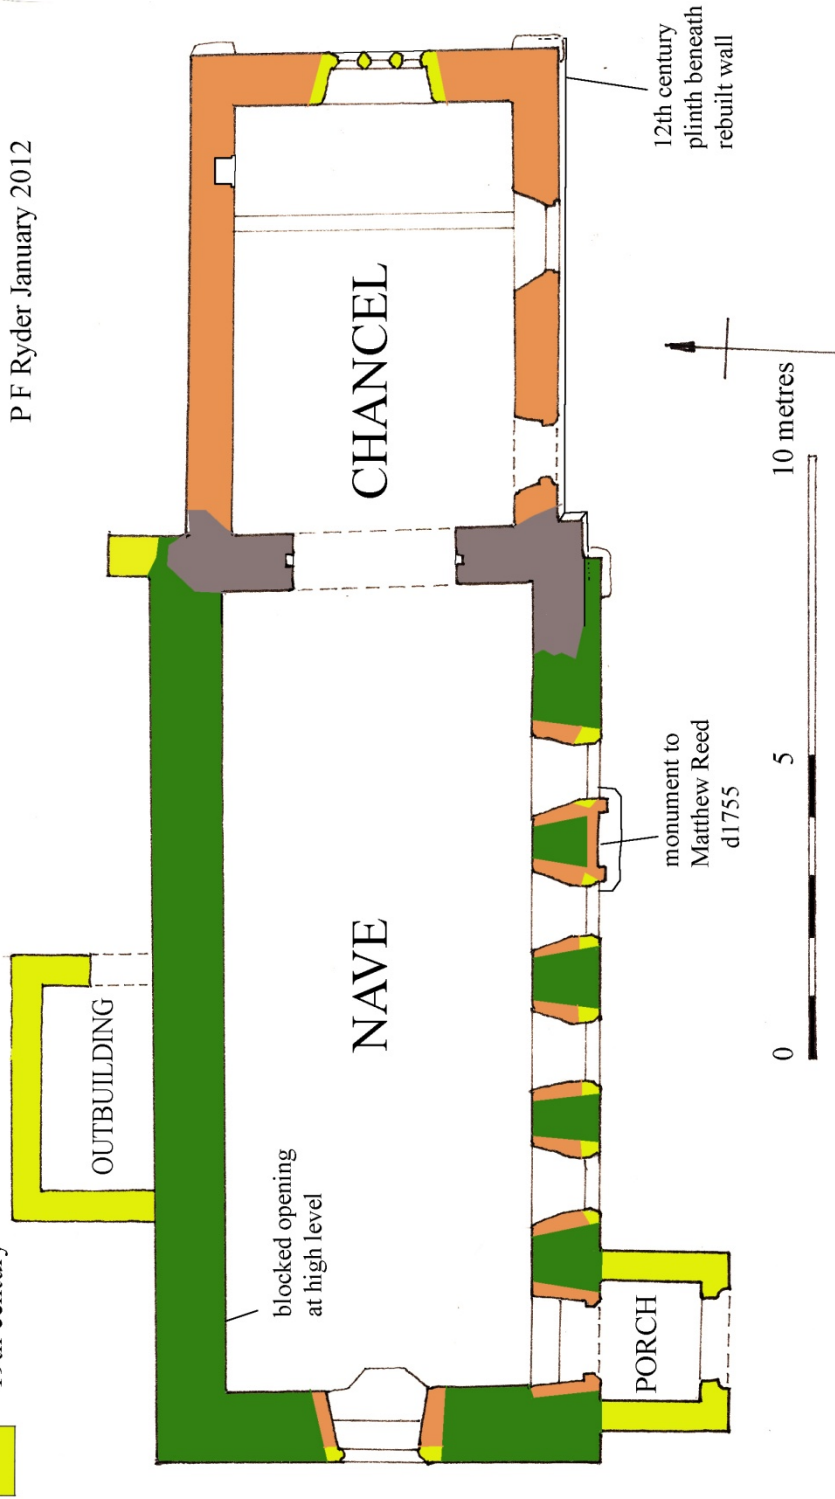 P F Ryder January 2012
OUTBUILDING
blocked opening
at high level
NAVE
CHANCEL
12th century
plinth beneath
rebuilt wall
monument to
Matthew Reed
d1755
PORCH
0
5
10 metres